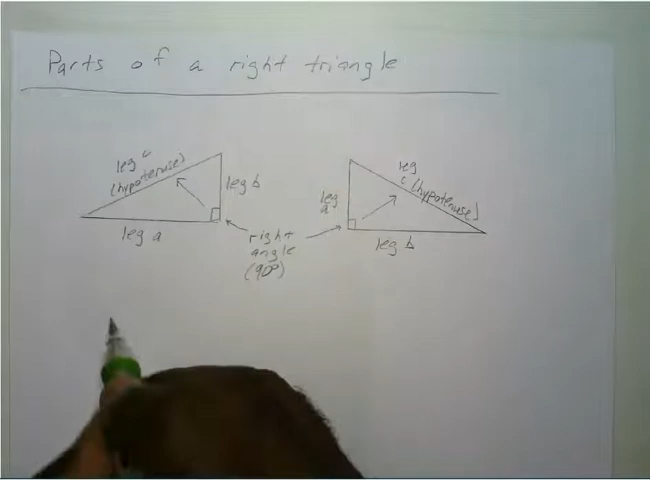 Parts of a right triangle
leg c
(hypotenuse)
leg b
leg a
right
angle
(90°)
leg
a
leg
c (hypotenuse)
leg b